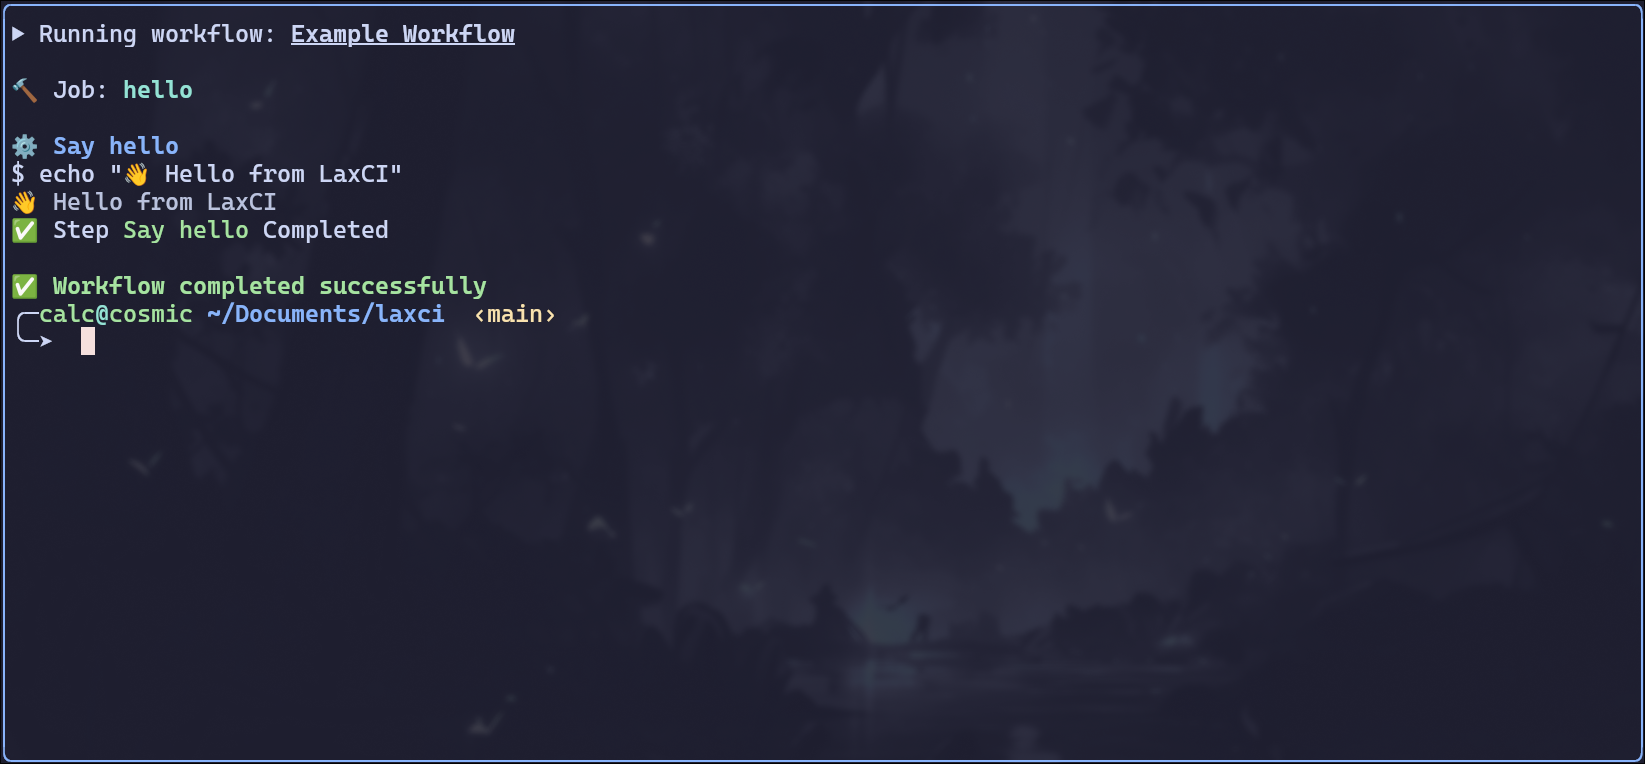 ▶ Running workflow: Example Workflow
🔨 Job: hello
⚙️ Say hello
$ echo "👋 Hello from LaxCI"
👋 Hello from LaxCI
✅ Step Say hello Completed
✅ Workflow completed successfully
╭─calc@cosmic ~/Documents/laxci ‹main›
╰─➤